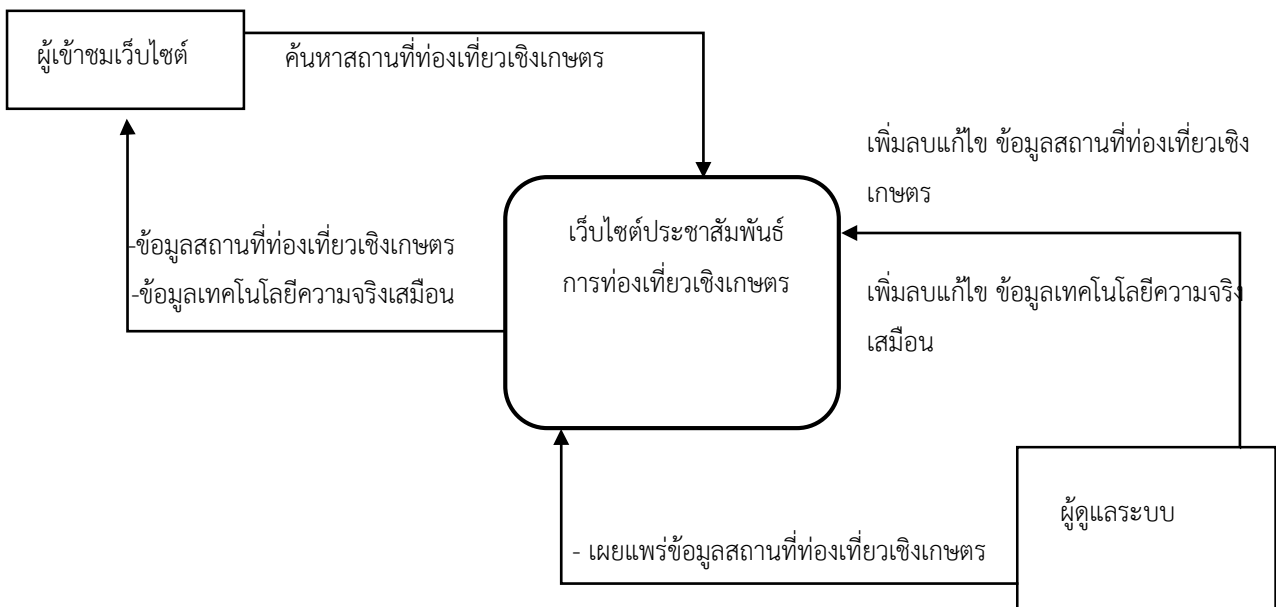 ผู้เข้าชมเว็บไซต์
ค้นหาสถานที่ท่องเที่ยวเชิงเกษตร
เพิ่มลบแก้ไข ข้อมูลสถานที่ท่องเที่ยวเชิง
เกษตร
เว็บไซต์ประชาสัมพันธ์
การท่องเที่ยวเชิงเกษตร
-ข้อมูลสถานที่ท่องเที่ยวเชิงเกษตร
-ข้อมูลเทคโนโลยีความจริงเสมือน
เพิ่มลบแก้ไข ข้อมูลเทคโนโลยีความจริง
เสมือน
ผู้ดูแลระบบ
- เผยแพร่ข้อมูลสถานที่ท่องเที่ยวเชิงเกษตร